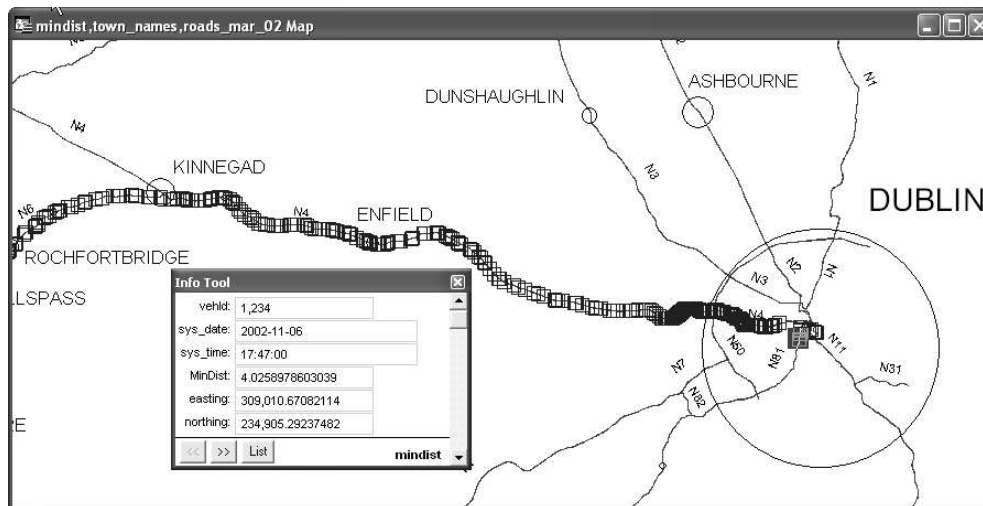 mindist,town_names,roads_mar_02 Map
N4
KINNEGAD
N6
ROCHFORTBRIDGE
LLSPASS
RE
N4
ENFIELD
DUNSHAUGHLIN
ASHBOURNE
N1
N3
DUBLIN
N3
N2
N1
N4
N50
N81
N11
N31
N7
N82
Info Tool
vehId: 1,234
sys_date: 2002-11-06
sys_time: 17:47:00
MinDist: 4.0258978603039
easting: 309,010.67082114
northing: 234,905.29237482
<< >> List mindist